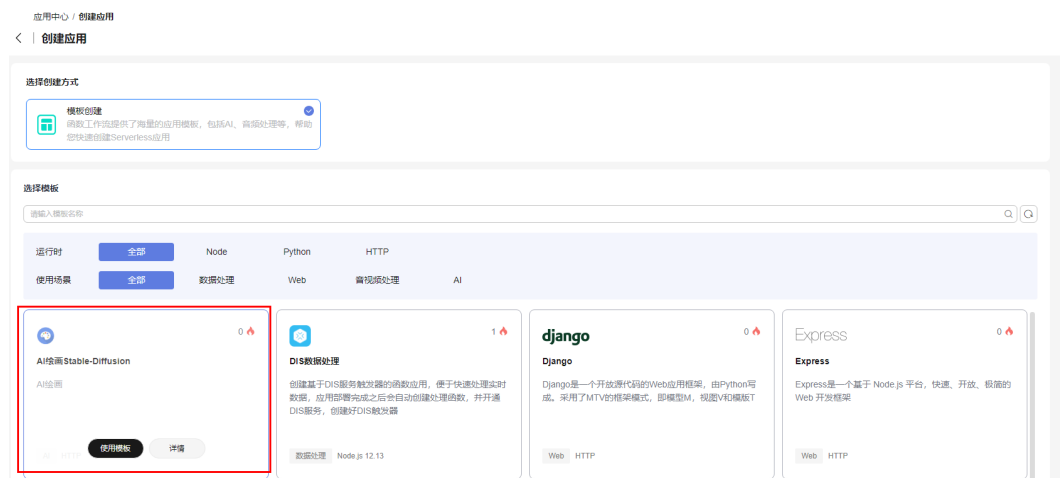 应用中心 / 创建应用
创建应用
选择创建方式
模板创建
函数工作流提供了海量的应用模板，包括AI、音频处理等，帮助
您快速创建Serverless应用
选择模板
请输入模板名称
运行时 全部 Node Python HTTP
使用场景 全部 数据处理 Web 音视频处理 AI
0
AI绘画Stable-Diffusion
AI绘画
AI HTTP 使用模板 详情
1
DIS数据处理
创建基于DIS服务触发器的函数应用，便于快速处理实时
数据，应用部署完成之后会自动创建处理函数，并开通
DIS服务，创建好DIS触发器
数据处理 Node.js 12.13
django 0
Django
Django是一个开放源代码的Web应用框架，由Python写
成。采用了MTV的框架模式，即模型M，视图V和模版T
Web HTTP
Express 0
Express
Express是一个基于 Node.js 平台，快速、开放、极简的
Web 开发框架
Web HTTP